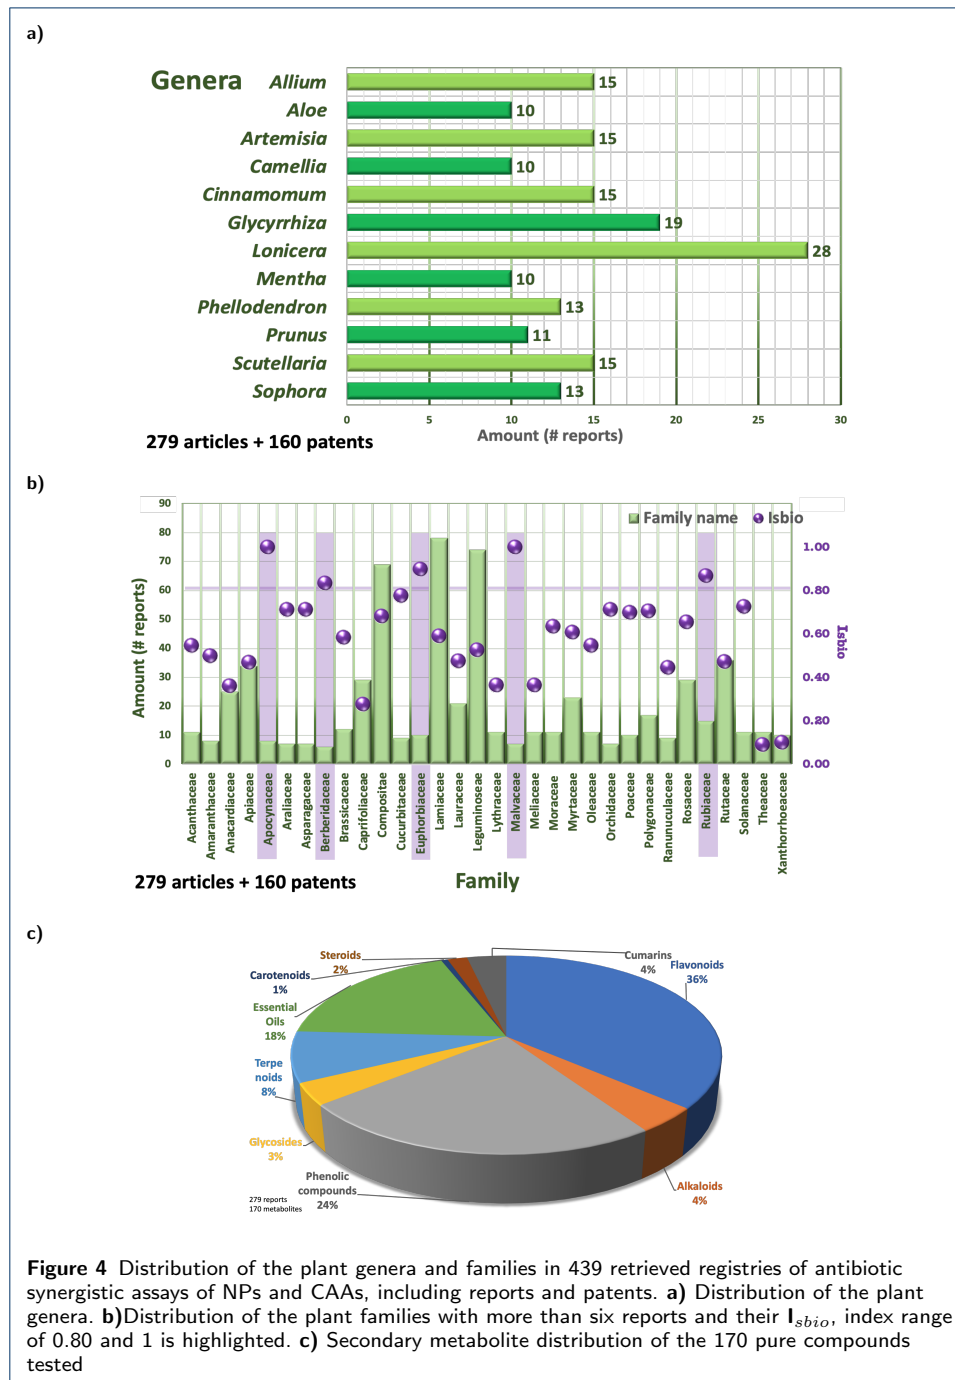 a)
Genera
Allium 15
Aloe 10
Artemisia 15
Camellia 10
Cinnamomum 15
Glycyrrhiza 19
Lonicera 28
Mentha 10
Phellodendron 13
Prunus 11
Scutellaria 15
Sophora 13
0 5 10 15 20 25 30
Amount (# reports)
279 articles + 160 patents
b)
Family name Isbio
Amount (# reports)
90
80
70
60
50
40
30
20
10
0
1.00
0.80
0.60
0.40
0.20
0.00
Isbio
Acanthaceae
Amaranthaceae
Anacardiaceae
Apiaceae
Apocynaceae
Araliaceae
Asparagaceae
Berberidaceae
Brassicaceae
Caprifoliaceae
Compositae
Cucurbitaceae
Euphorbiaceae
Lamiaceae
Lauraceae
Leguminoseae
Lythraceae
Malvaceae
Meliaceae
Moraceae
Myrtaceae
Oleaceae
Orchidaceae
Poaceae
Polygonaceae
Ranunuculaceae
Rosaceae
Rubiaceae
Rutaceae
Solanaceae
Theaceae
Xanthorrhoeaceae
279 articles + 160 patents
Family
c)
Steroids
2%
Carotenoids
1%
Essential
Oils
18%
Terpe
noids
8%
Glycosides
3%
Phenolic
compounds
24%
Alkaloids
4%
Cumarins
4%
Flavonoids
36%
279 reports
170 metabolites
Figure 4 Distribution of the plant genera and families in 439 retrieved registries of antibiotic
synergistic assays of NPs and CAAs, including reports and patents. a) Distribution of the plant
genera. b)Distribution of the plant families with more than six reports and their Isbio, index range
of 0.80 and 1 is highlighted. c) Secondary metabolite distribution of the 170 pure compounds
tested